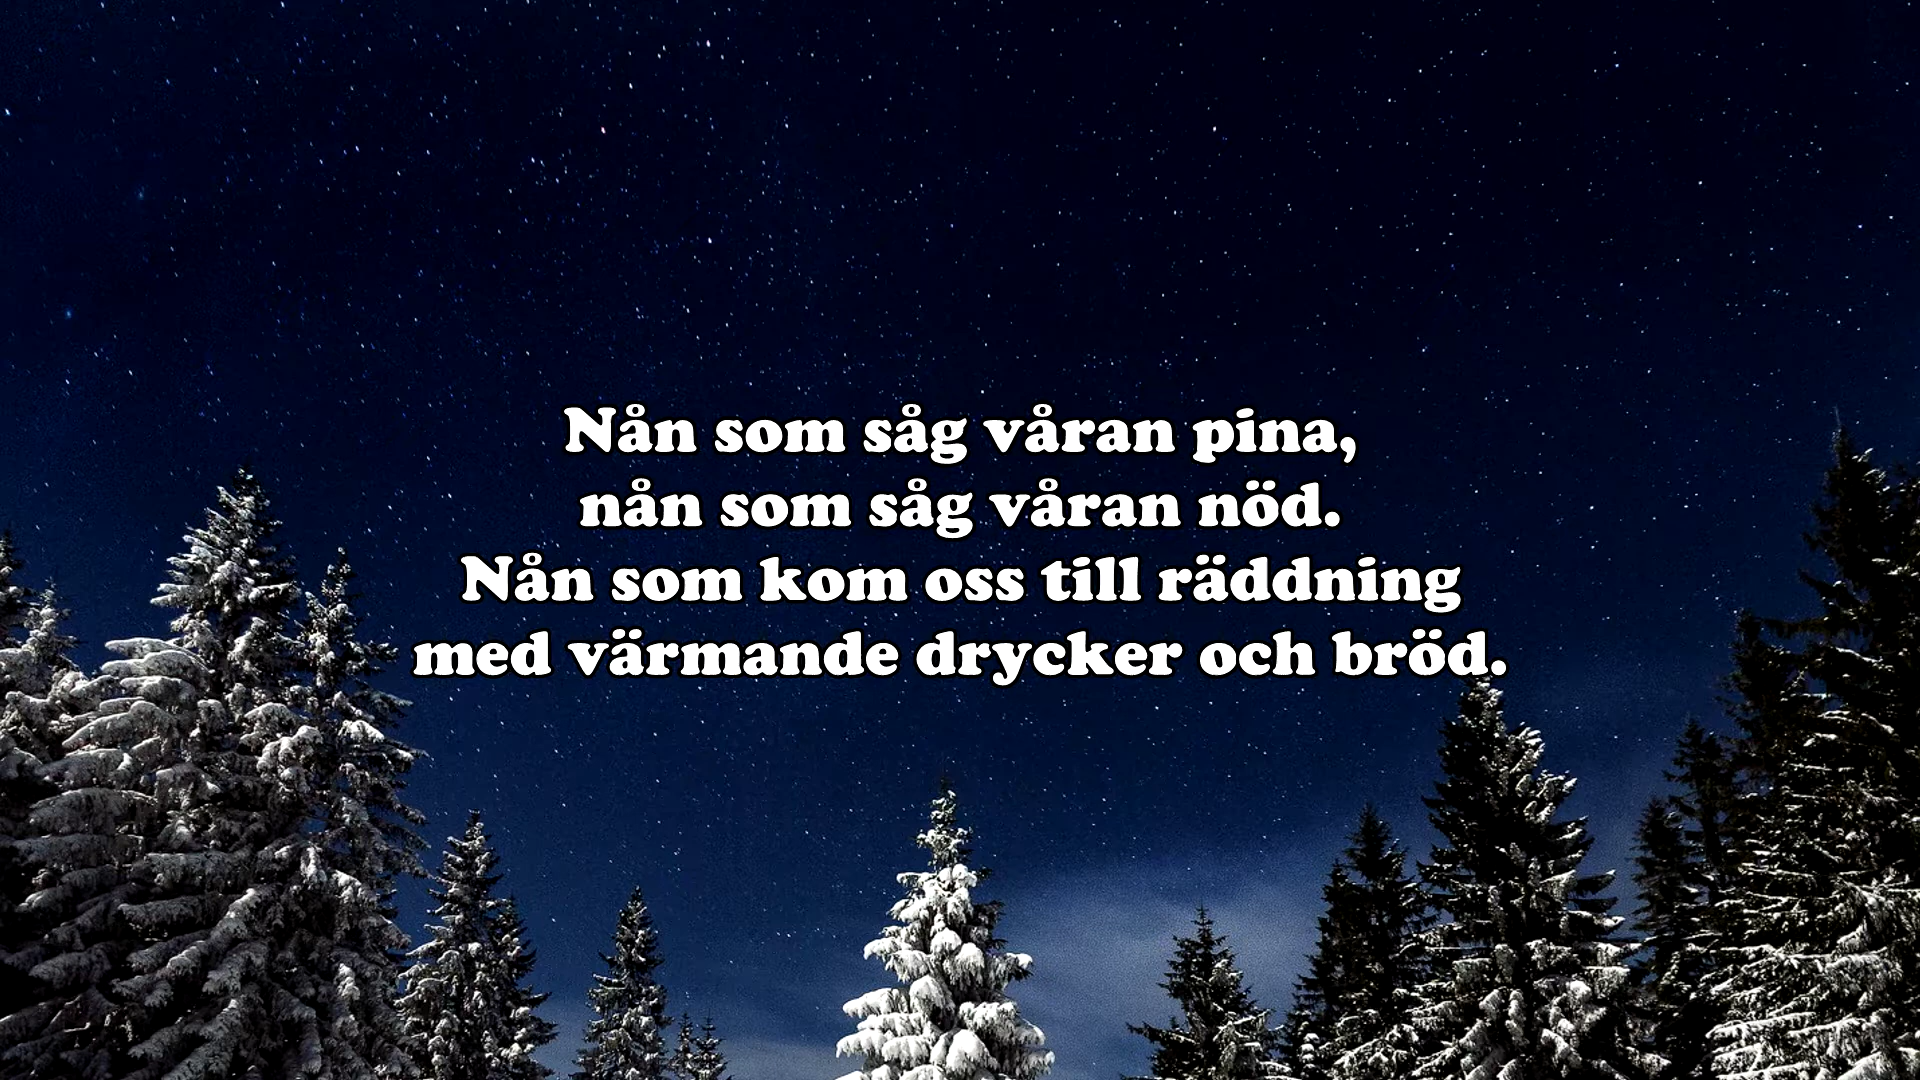 Nån som såg våran pina,
nån som såg våran nöd.
Nån som kom oss till räddning
med värmande drycker och bröd.